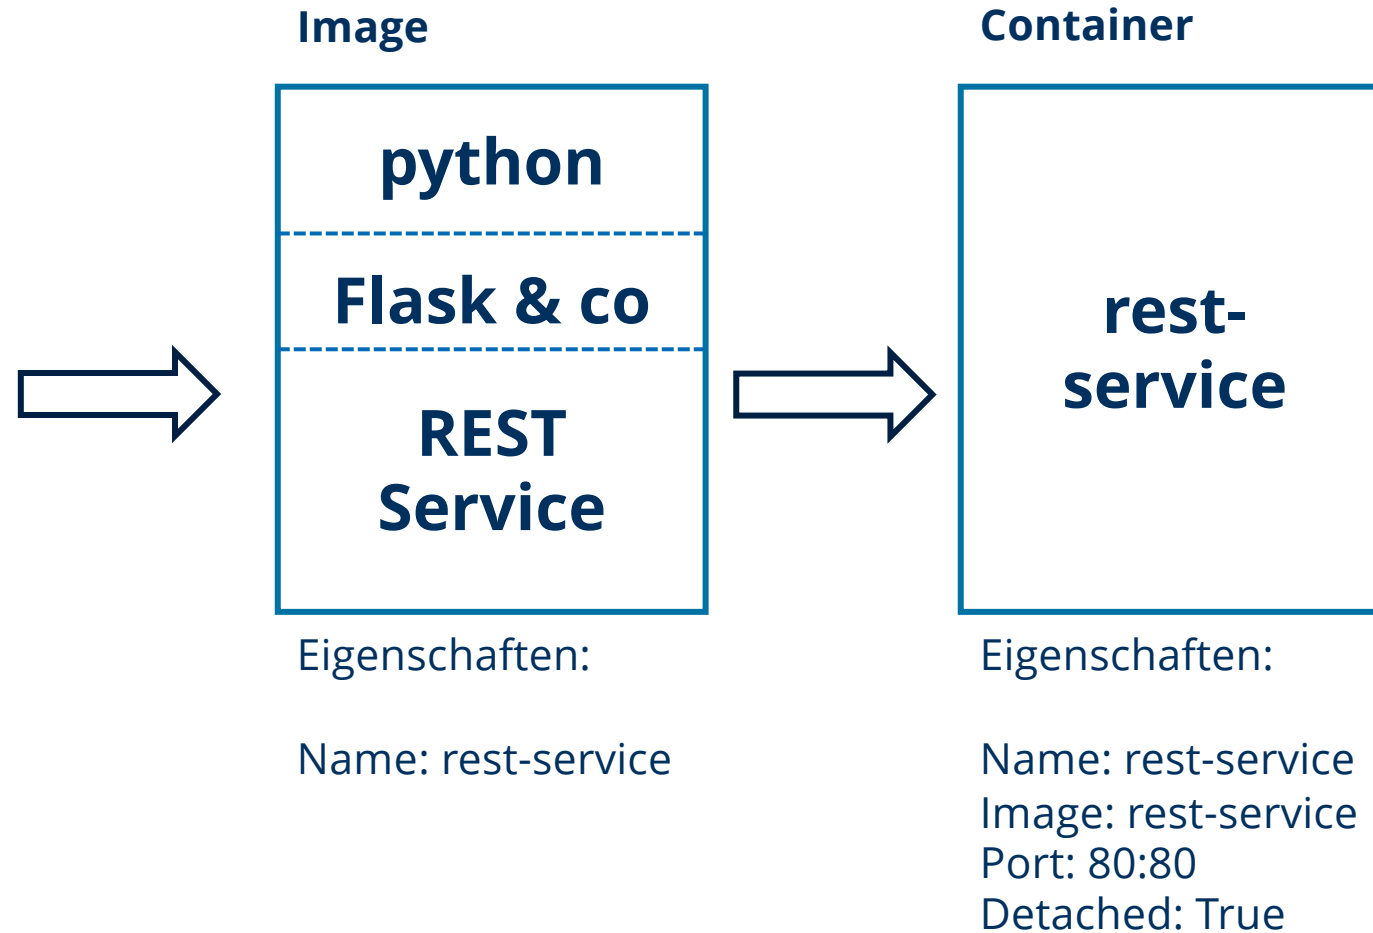 Image
python
Flask & co
REST
Service
Eigenschaften:
Name: rest-service
Container
rest-
service
Eigenschaften:
Name: rest-service
Image: rest-service
Port: 80:80
Detached: True